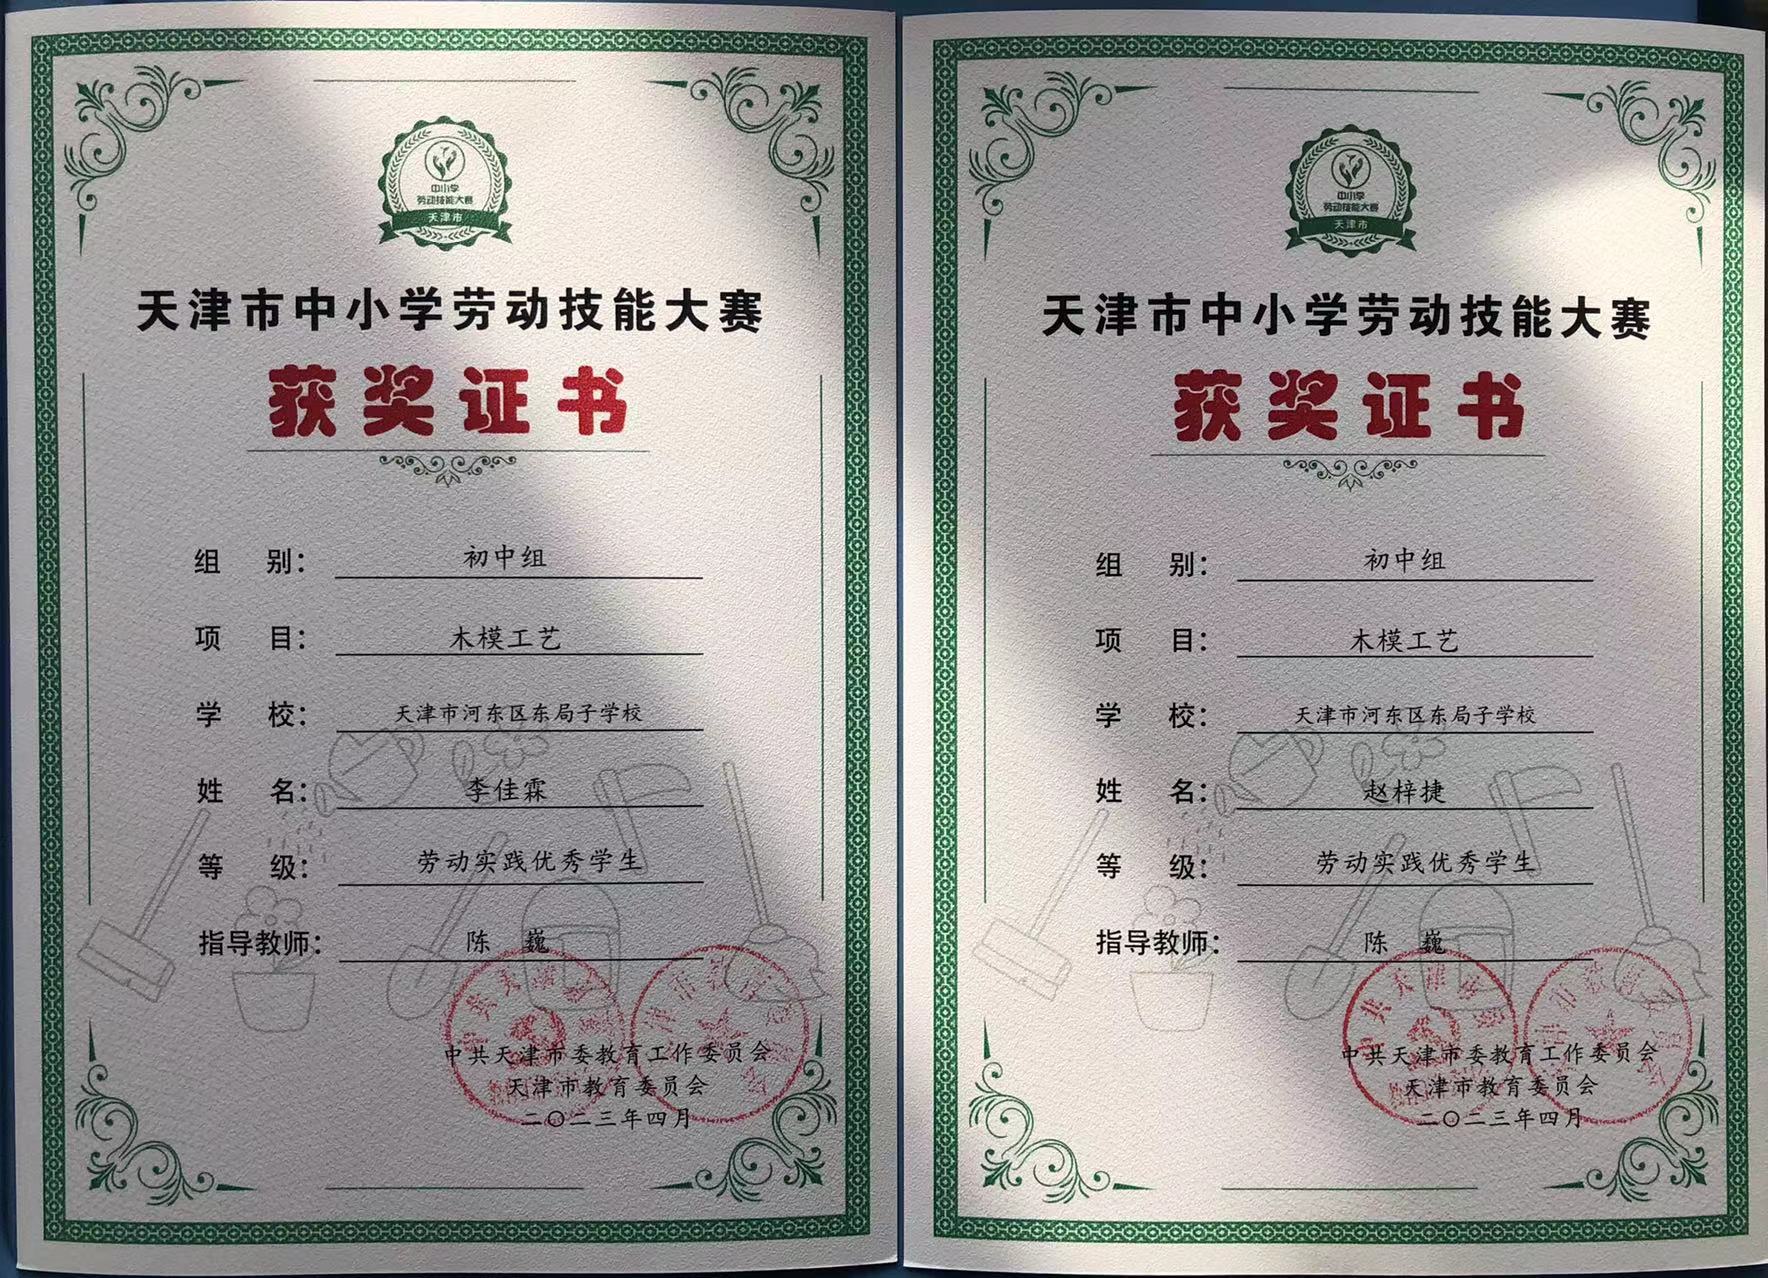 中小学
劳动技能大赛
天津市
天津市中小学劳动技能大赛
获奖证书
组 别： 初中组
项 目： 木模工艺
学 校： 天津市河东区东局子学校
姓 名： 李佳霖
等 级： 劳动实践优秀学生
指导教师： 陈 巍
中共天津市委教育工作委员会
天津市教育委员会
二〇二三年四月
中小学
劳动技能大赛
天津市
天津市中小学劳动技能大赛
获奖证书
组 别： 初中组
项 目： 木模工艺
学 校： 天津市河东区东局子学校
姓 名： 赵梓捷
等 级： 劳动实践优秀学生
指导教师： 陈 巍
中共天津市委教育工作委员会
天津市教育委员会
二〇二三年四月